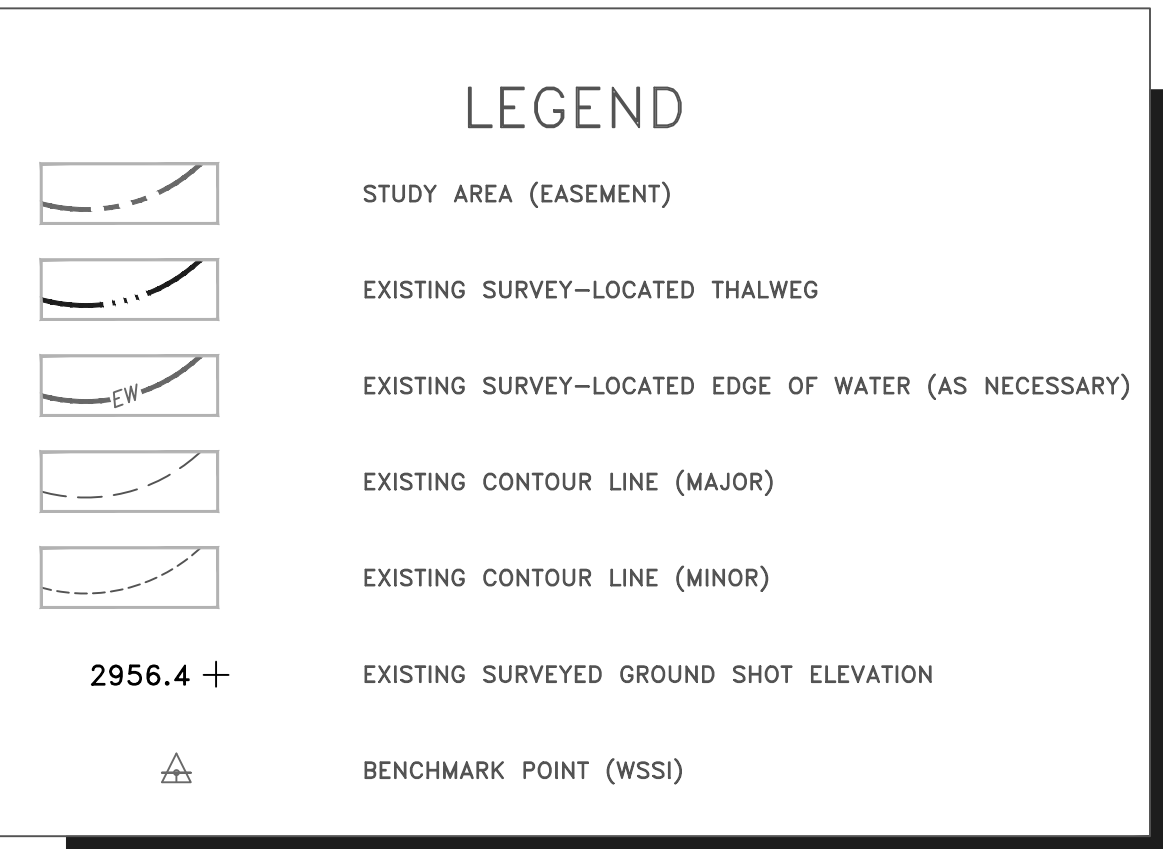 LEGEND
STUDY AREA (EASEMENT)
EXISTING SURVEY-LOCATED THALWEG
EW
EXISTING SURVEY-LOCATED EDGE OF WATER (AS NECESSARY)
EXISTING CONTOUR LINE (MAJOR)
EXISTING CONTOUR LINE (MINOR)
2956.4 + EXISTING SURVEYED GROUND SHOT ELEVATION
BENCHMARK POINT (WSSI)